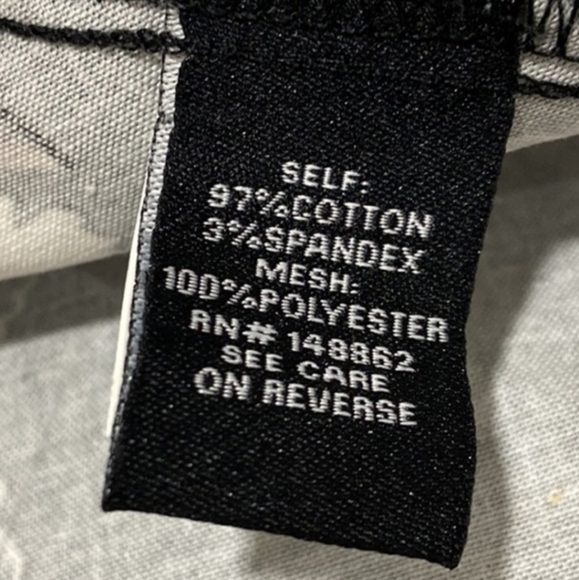 SELF:
97%COTTON
3%SPANDEX
MESH:
100%POLYESTER
RN# 148862
SEE CARE
ON REVERSE